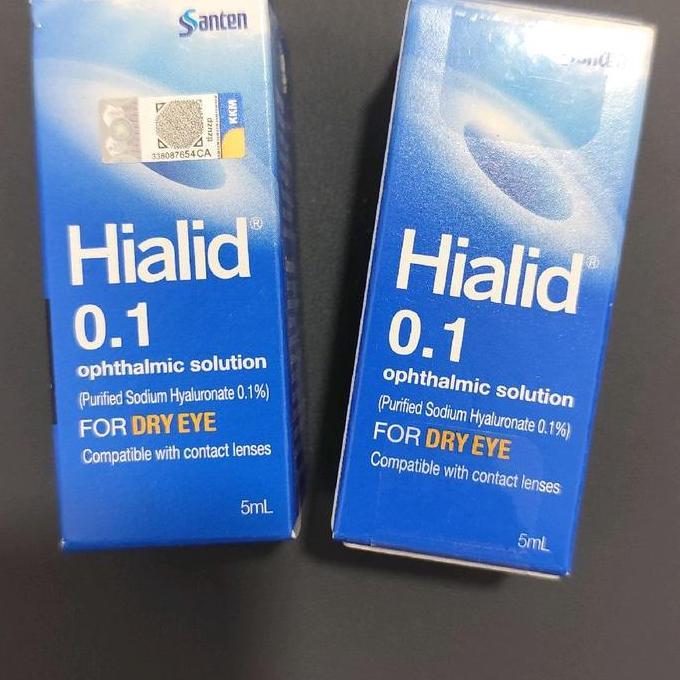 Santen
KKM
dzuzp
338087654CA
Hialid®
0.1
ophthalmic solution
(Purified Sodium Hyaluronate 0.1%)
FOR DRY EYE
Compatible with contact lenses
5mL
Hialid®
0.1
ophthalmic solution
(Purified Sodium Hyaluronate 0.1%)
FOR DRY EYE
Compatible with contact lenses
5mL